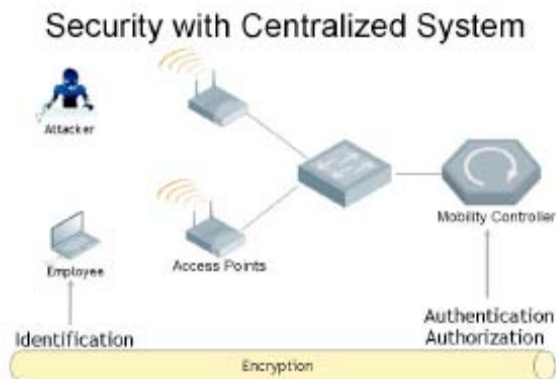 Security with Centralized System
Attacker
Mobility Controller
Employee
Access Points
Identification
Authentication
Authorization
Encryption